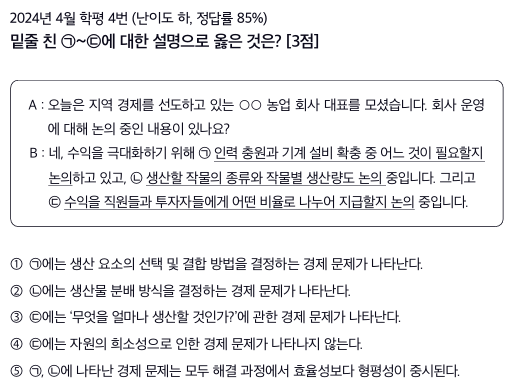 2024년 4월 학평 4번 (난이도 하, 정답률 85%)
밑줄 친 ㉠~㉢에 대한 설명으로 옳은 것은? [3점]
A : 오늘은 지역 경제를 선도하고 있는 ○○ 농업 회사 대표를 모셨습니다. 회사 운영
에 대해 논의 중인 내용이 있나요?
B : 네, 수익을 극대화하기 위해 ㉠ 인력 충원과 기계 설비 확충 중 어느 것이 필요할지
논의하고 있고, ㉡ 생산할 작물의 종류와 작물별 생산량도 논의 중입니다. 그리고
㉢ 수익을 직원들과 투자자들에게 어떤 비율로 나누어 지급할지 논의 중입니다.
① ㉠에는 생산 요소의 선택 및 결합 방법을 결정하는 경제 문제가 나타난다.
② ㉡에는 생산물 분배 방식을 결정하는 경제 문제가 나타난다.
③ ㉢에는 ‘무엇을 얼마나 생산할 것인가?’에 관한 경제 문제가 나타난다.
④ ㉢에는 자원의 희소성으로 인한 경제 문제가 나타나지 않는다.
⑤ ㉠, ㉡에 나타난 경제 문제는 모두 해결 과정에서 효율성보다 형평성이 중시된다.